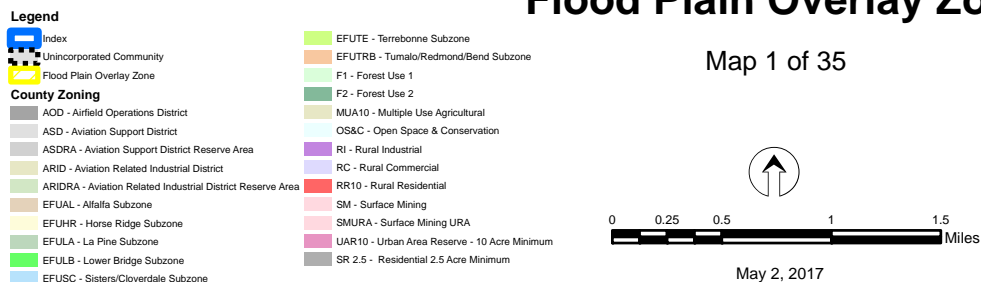 Flood Plain Overlay Zo
Map 1 of 35
Legend
Index
Unincorporated Community
Flood Plain Overlay Zone
County Zoning
AOD - Airfield Operations District
ASD - Aviation Support District
ASDRA - Aviation Support District Reserve Area
ARID - Aviation Related Industrial District
ARIDRA - Aviation Related Industrial District Reserve Area
EFUAL - Alfalfa Subzone
EFUHR - Horse Ridge Subzone
EFULA - La Pine Subzone
EFULB - Lower Bridge Subzone
EFUSC - Sisters/Cloverdale Subzone
EFUTE - Terrebonne Subzone
EFUTRB - Tumalo/Redmond/Bend Subzone
F1 - Forest Use 1
F2 - Forest Use 2
MUA10 - Multiple Use Agricultural
OS&C - Open Space & Conservation
RI - Rural Industrial
RC - Rural Commercial
RR10 - Rural Residential
SM - Surface Mining
SMURA - Surface Mining URA
UAR10 - Urban Area Reserve - 10 Acre Minimum
SR 2.5 - Residential 2.5 Acre Minimum
0 0.25 0.5 1 1.5
Miles
May 2, 2017